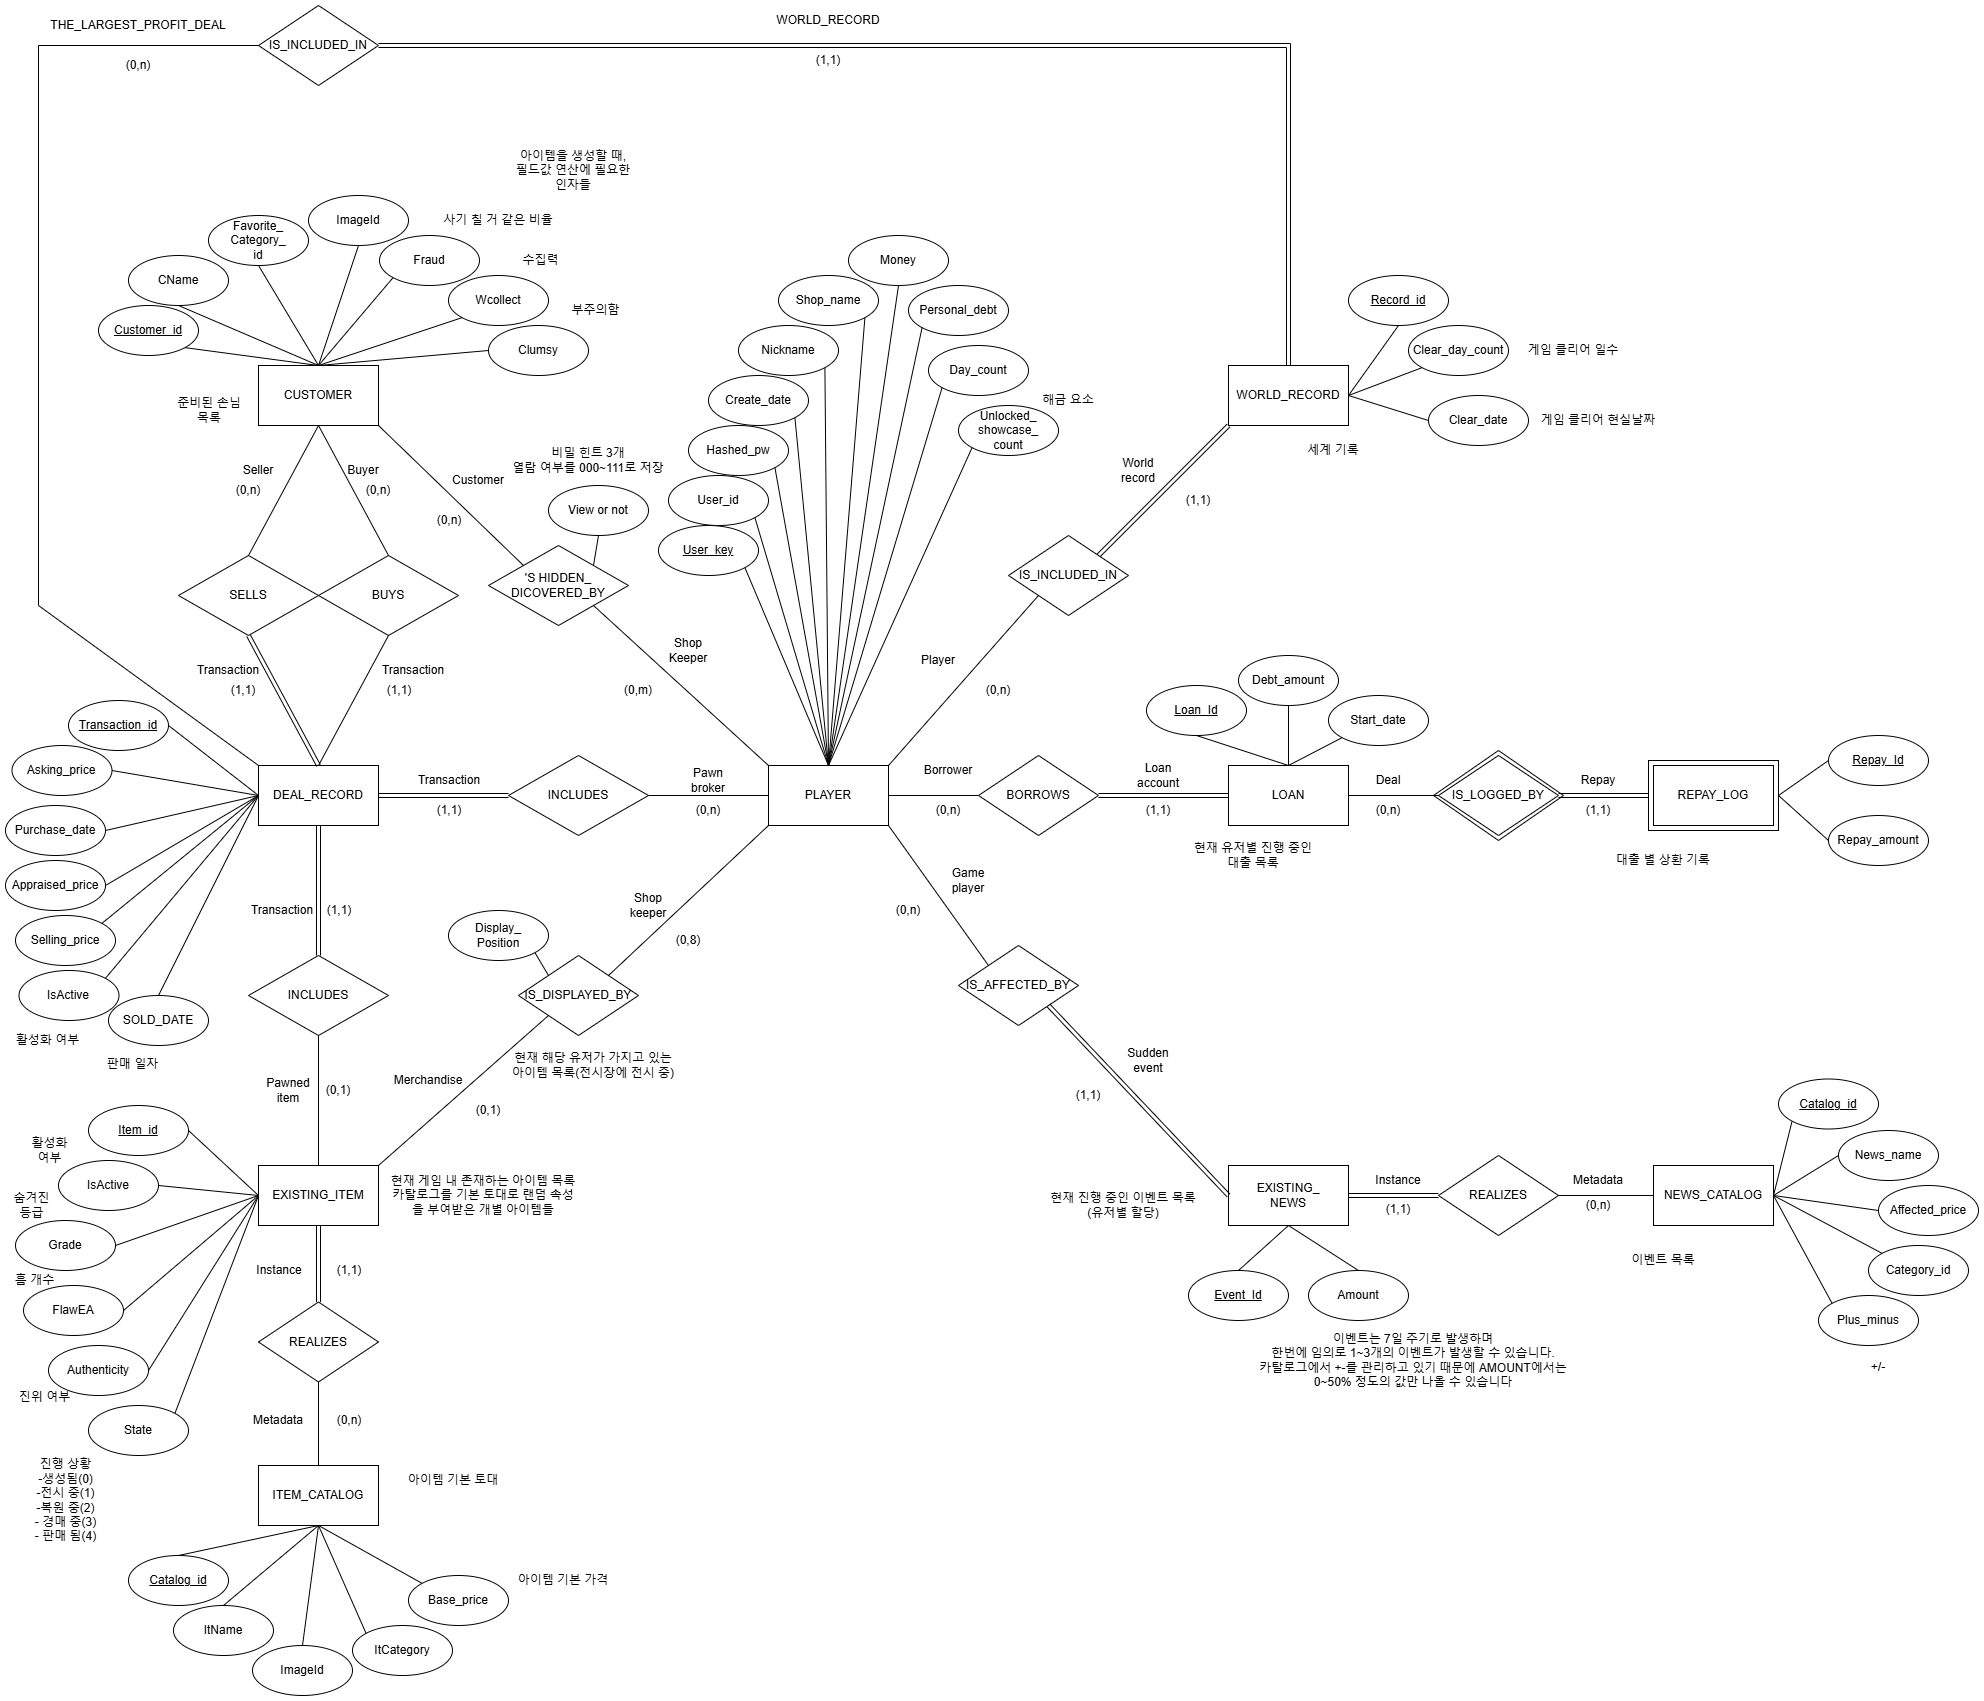 THE_LARGEST_PROFIT_DEAL
WORLD_RECORD
IS_INCLUDED_IN
(0,n)
(1,1)
아이템을 생성할 때,
필드값 연산에 필요한
인자들
사기 칠 거 같은 비율
수집력
부주의함
ImageId
Favorite_
Category_
id
Fraud
CName
Wcollect
Customer_id
Clumsy
CUSTOMER
준비된 손님
목록
Money
Shop_name
Personal_debt
Nickname
Day_count
Create_date
해금 요소
Unlocked_
showcase_
count
Hashed_pw
User_id
User_key
Record_id
Clear_day_count
게임 클리어 일수
Clear_date
게임 클리어 현실날짜
WORLD_RECORD
세계 기록
Seller
(0,n)
Buyer
(0,n)
Customer
(0,n)
비밀 힌트 3개
열람 여부를 000~111로 저장
View or not
'S HIDDEN_
DICOVERED_BY
SELLS
BUYS
World
record
(1,1)
IS_INCLUDED_IN
Transaction
(1,1)
Transaction
(1,1)
Shop
Keeper
(0,m)
Player
(0,n)
Transaction_id
Asking_price
Purchase_date
Appraised_price
Selling_price
IsActive
활성화 여부
SOLD_DATE
판매 일자
DEAL_RECORD
Transaction
(1,1)
INCLUDES
Pawn
broker
(0,n)
PLAYER
Borrower
(0,n)
BORROWS
Loan
account
(1,1)
Loan_Id
Debt_amount
Start_date
LOAN
현재 유저별 진행 중인
대출 목록
Deal
(0,n)
IS_LOGGED_BY
Repay
(1,1)
REPAY_LOG
대출 별 상환 기록
Repay_Id
Repay_amount
Transaction
(1,1)
INCLUDES
Pawned
item
(0,1)
Shop
keeper
(0,8)
Display_
Position
IS_DISPLAYED_BY
현재 해당 유저가 가지고 있는
아이템 목록(전시장에 전시 중)
Merchandise
(0,1)
Game
player
(0,n)
IS_AFFECTED_BY
Sudden
event
(1,1)
Item_id
활성화
여부
IsActive
숨겨진
등급
Grade
흠 개수
FlawEA
Authenticity
진위 여부
State
진행 상황
-생성됨(0)
-전시 중(1)
-복원 중(2)
- 경매 중(3)
- 판매 됨(4)
EXISTING_ITEM
현재 게임 내 존재하는 아이템 목록
카탈로그를 기본 토대로 랜덤 속성
을 부여받은 개별 아이템들
Instance
(1,1)
REALIZES
Metadata
(0,n)
ITEM_CATALOG
아이템 기본 토대
Catalog_id
ItName
ImageId
ItCategory
Base_price
아이템 기본 가격
현재 진행 중인 이벤트 목록
(유저별 할당)
EXISTING_
NEWS
Event_Id
Amount
이벤트는 7일 주기로 발생하며
한번에 임의로 1~3개의 이벤트가 발생할 수 있습니다.
카탈로그에서 +-를 관리하고 있기 때문에 AMOUNT에서는
0~50% 정도의 값만 나올 수 있습니다
Instance
(1,1)
REALIZES
Metadata
(0,n)
NEWS_CATALOG
이벤트 목록
Catalog_id
News_name
Affected_price
Category_id
Plus_minus
+/-